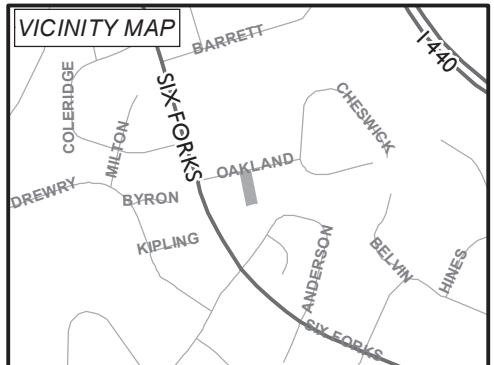 VICINITY MAP
BARRETT
I-440
COLERIDGE
SIX FORKS
CHESWICK
MILTON
OAKLAND
DREWRY
BYRON
KIPLING
ANDERSON
BELVIN
HINES
SIX FORKS